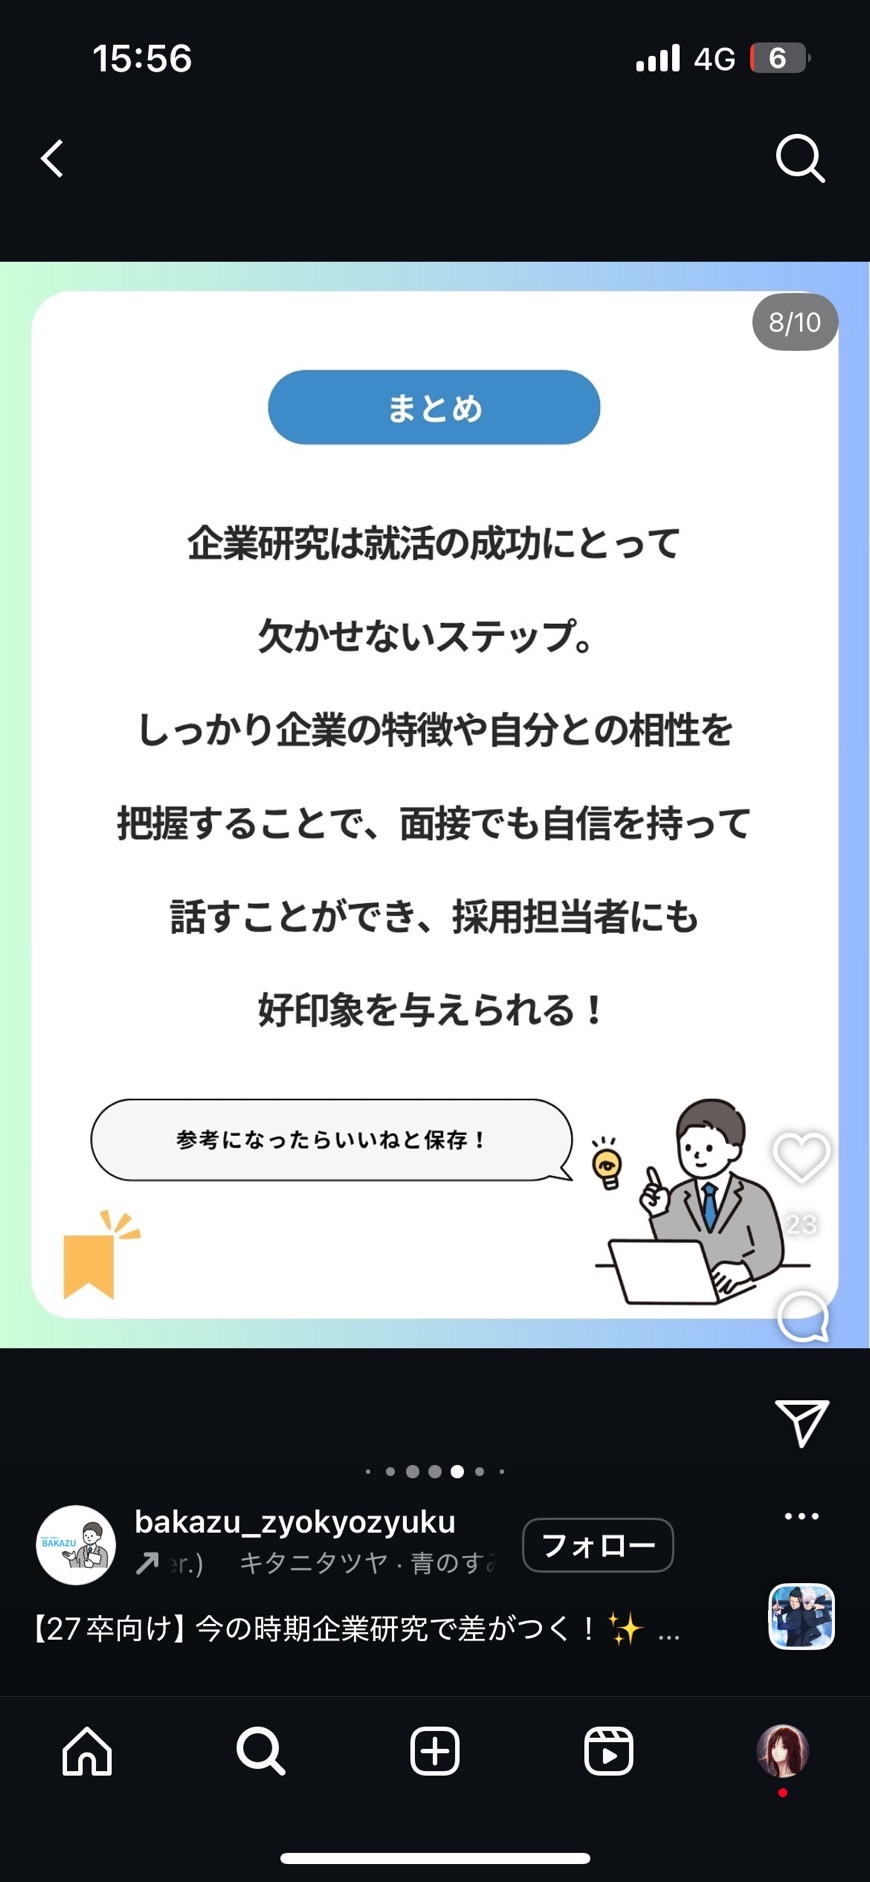 15:56
4G
6
8/10
まとめ
企業研究は就活の成功にとって
欠かせないステップ。
しっかり企業の特徴や自分との相性を
把握することで、面接でも自信を持って
話すことができ、採用担当者にも
好印象を与えられる！
参考になったらいいねと保存！
23
BAKAZU
bakazu_zyokyozyuku
er.) キタニタツヤ · 青のす
フォロー
【27卒向け】今の時期企業研究で差がつく！✨ ...